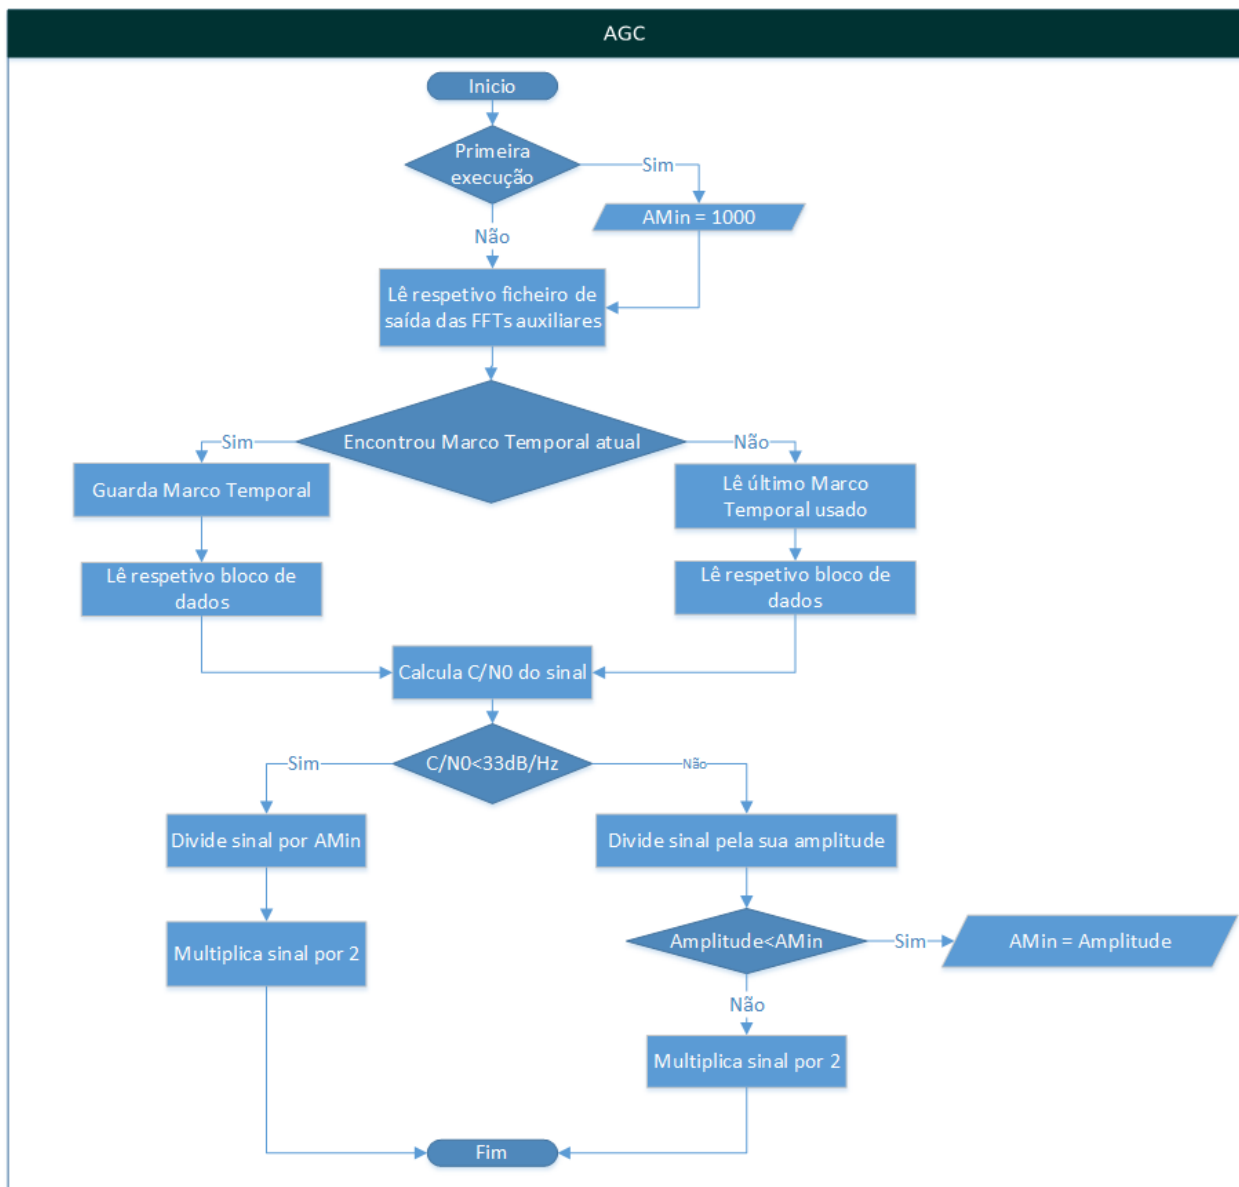 AGC
Inicio
Primeira
execução
Sim
AMin = 1000
Não
Lê respetivo ficheiro de
saída das FFTs auxiliares
Encontrou Marco Temporal atual
Sim
Não
Guarda Marco Temporal
Lê último Marco
Temporal usado
Lê respetivo bloco de
dados
Lê respetivo bloco de
dados
Calcula C/N0 do sinal
C/N0<33dB/Hz
Sim
Não
Divide sinal por AMin
Divide sinal pela sua amplitude
Multiplica sinal por 2
Amplitude<AMin
Sim
AMin = Amplitude
Não
Multiplica sinal por 2
Fim